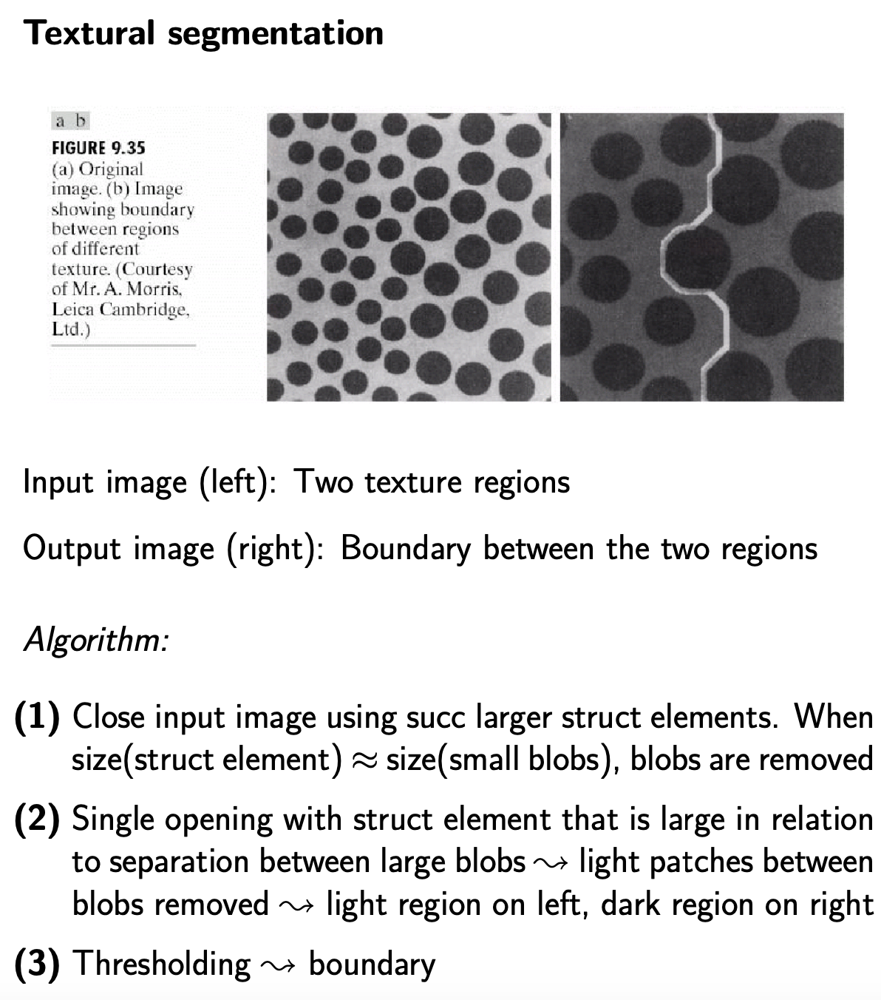 Textural segmentation
a b
FIGURE 9.35
(a) Original
image. (b) Image
showing boundary
between regions
of different
texture. (Courtesy
of Mr. A. Morris,
Leica Cambridge,
Ltd.)
Input image (left): Two texture regions
Output image (right): Boundary between the two regions
Algorithm:
(1) Close input image using succ larger struct elements. When
size(struct element) ≈ size(small blobs), blobs are removed
(2) Single opening with struct element that is large in relation
to separation between large blobs ⇝ light patches between
blobs removed ⇝ light region on left, dark region on right
(3) Thresholding ⇝ boundary